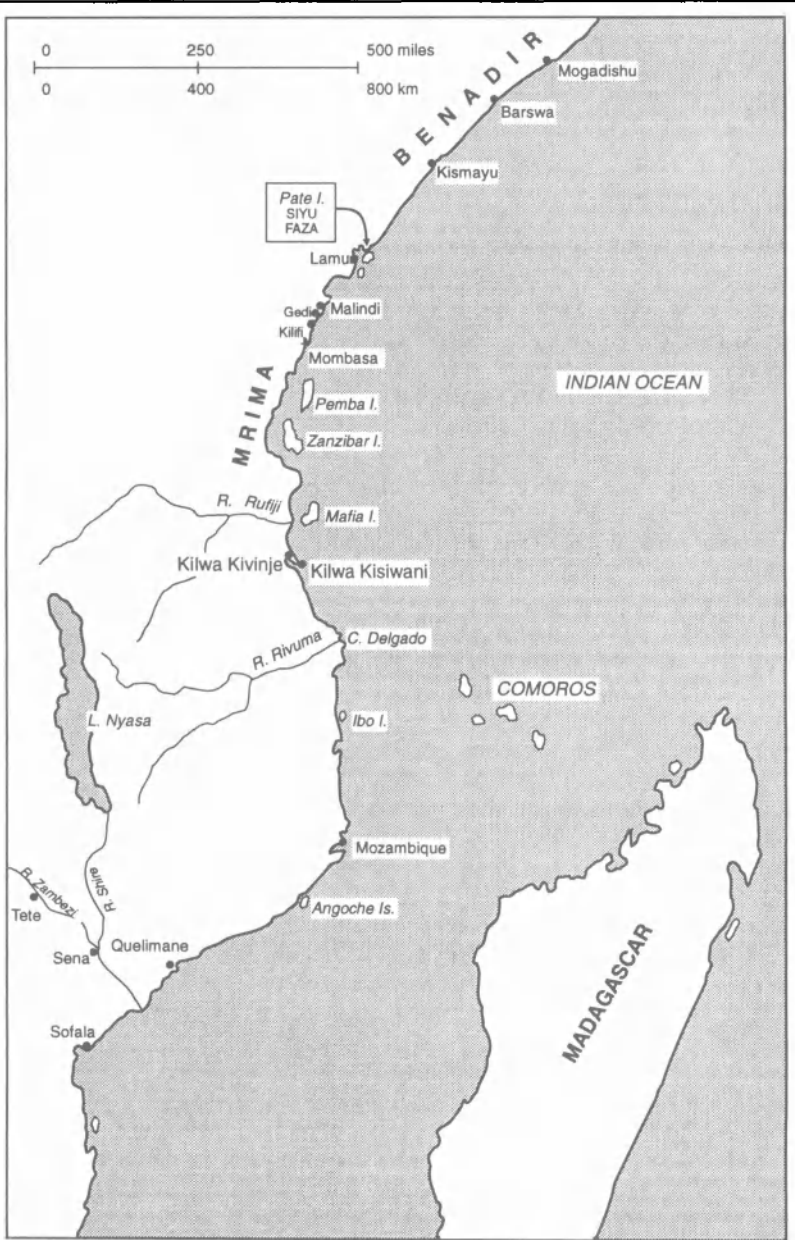 0 250 500 miles
0 400 800 km
BENADIR
Mogadishu
Barswa
Kismayu
Pate I.
SIYU
FAZA
Lamu
Malindi
Gedi
Kilifi
Mombasa
MRIMA
INDIAN OCEAN
Pemba I.
Zanzibar I.
R. Rufiji
Mafia I.
Kilwa Kivinje
Kilwa Kisiwani
C. Delgado
R. Rivuma
COMOROS
L. Nyasa
Ibo I.
Mozambique
R. Zambezi
R. Shire
Tete
Angoche Is.
Quelimane
Sena
MADAGASCAR
Sofala